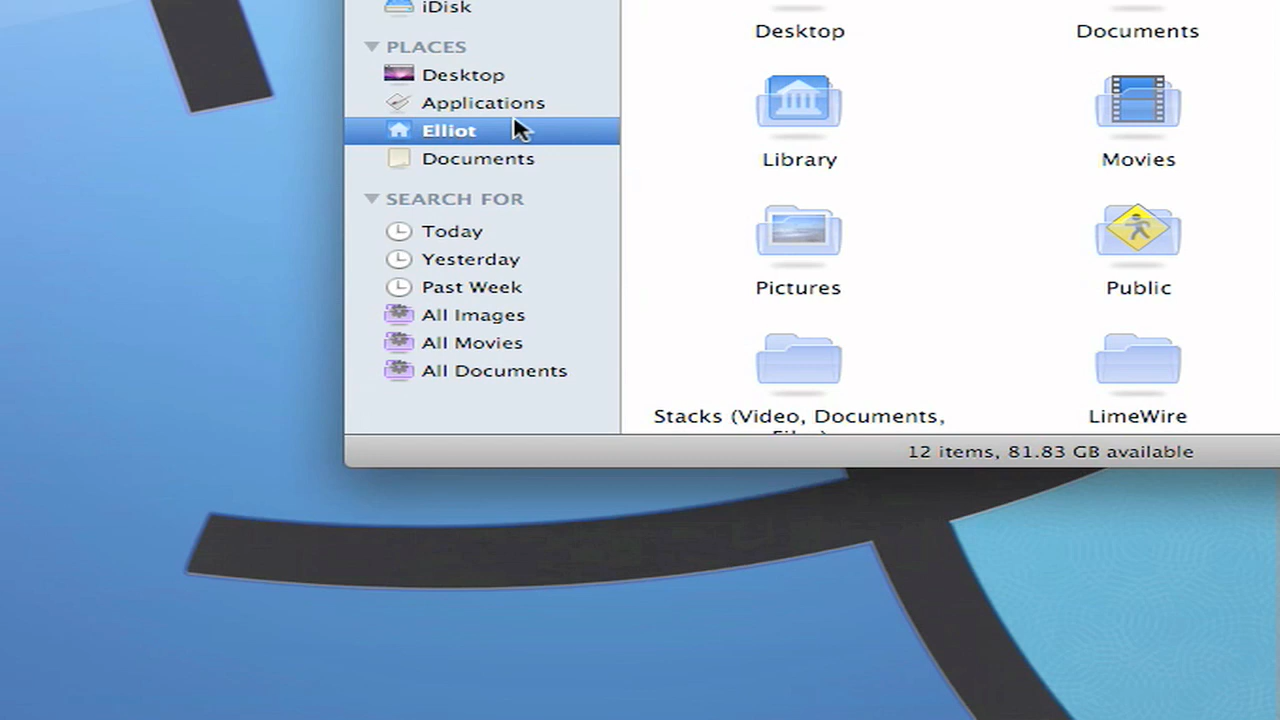 iDisk
PLACES
Desktop
Applications
Elliot
Documents
SEARCH FOR
Today
Yesterday
Past Week
All Images
All Movies
All Documents
Desktop
Documents
Library
Movies
Pictures
Public
Stacks (Video, Documents,
LimeWire
12 items, 81.83 GB available